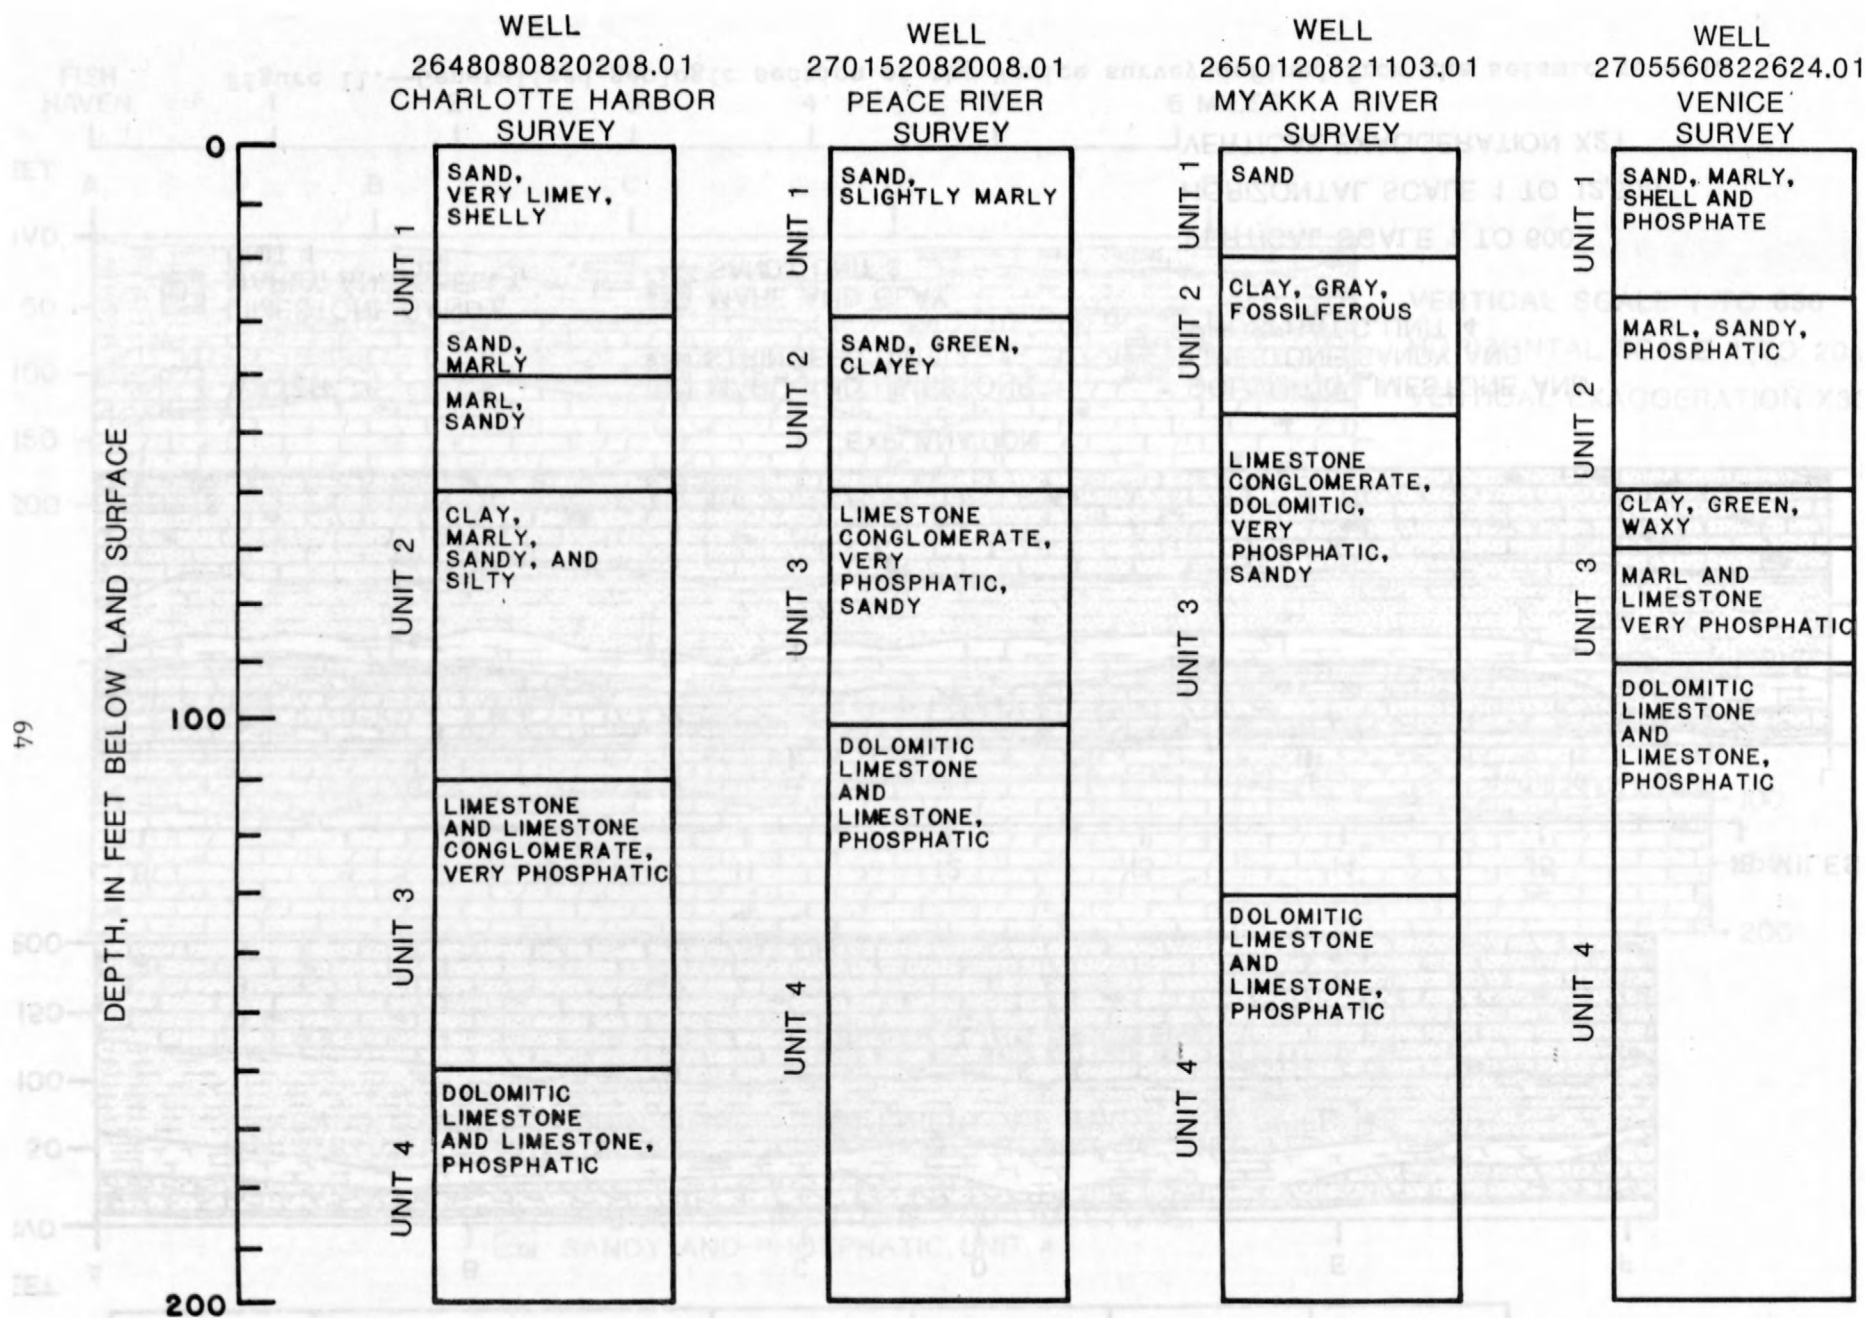 WELL
264808082020208.01
CHARLOTTE HARBOR
SURVEY
WELL
270152082008.01
PEACE RIVER
SURVEY
WELL
2650120821103.01
MYAKKA RIVER
SURVEY
WELL
2705560822624.01
VENICE
SURVEY
DEPTH, IN FEET BELOW LAND SURFACE
0
100
200
64
UNIT 1
SAND,
VERY LIMEY,
SHELLY
SAND,
MARLY
MARL,
SANDY
UNIT 2
CLAY,
MARLY,
SANDY, AND
SILTY
UNIT 3
LIMESTONE
AND LIMESTONE
CONGLOMERATE,
VERY PHOSPHATIC
UNIT 4
DOLOMITIC
LIMESTONE
AND LIMESTONE,
PHOSPHATIC
UNIT 1
SAND,
SLIGHTLY MARLY
UNIT 2
SAND, GREEN,
CLAYEY
UNIT 3
LIMESTONE
CONGLOMERATE,
VERY
PHOSPHATIC,
SANDY
UNIT 4
DOLOMITIC
LIMESTONE
AND
LIMESTONE,
PHOSPHATIC
UNIT 1
SAND
UNIT 2
CLAY, GRAY,
FOSSILFEROUS
UNIT 3
LIMESTONE
CONGLOMERATE,
DOLOMITIC,
VERY
PHOSPHATIC,
SANDY
UNIT 4
DOLOMITIC
LIMESTONE
AND
LIMESTONE,
PHOSPHATIC
UNIT 1
SAND, MARLY,
SHELL AND
PHOSPHATE
UNIT 2
MARL, SANDY,
PHOSPHATIC
UNIT 3
CLAY, GREEN,
WAXY
MARL AND
LIMESTONE
VERY PHOSPHATIC
UNIT 4
DOLOMITIC
LIMESTONE
AND
LIMESTONE,
PHOSPHATIC